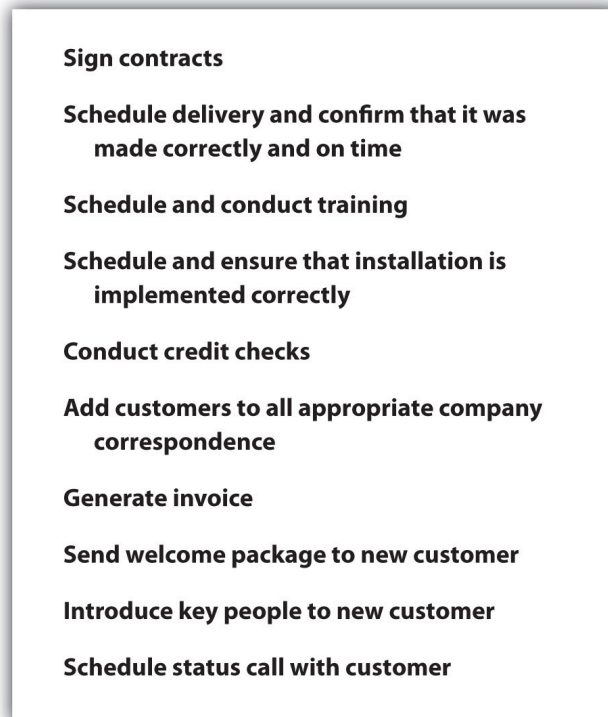 Sign contracts
Schedule delivery and confirm that it was
made correctly and on time
Schedule and conduct training
Schedule and ensure that installation is
implemented correctly
Conduct credit checks
Add customers to all appropriate company
correspondence
Generate invoice
Send welcome package to new customer
Introduce key people to new customer
Schedule status call with customer